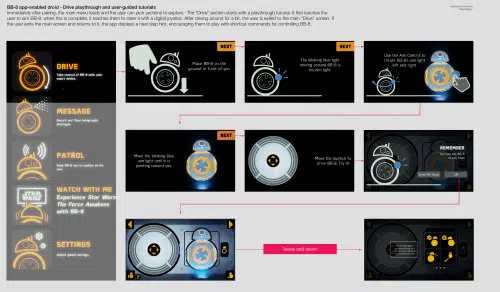 BB-8 app-enabled droid - Drive playthrough and user-guided tutorials
Immediately after pairing, the main menu loads and the user can pick sections to explore. The "Drive" section starts with a playthrough tutorial. It first teaches the
user to aim BB-8, when this is complete, it teaches them to steer it with a digital joystick. After driving around for a bit, the user is exited to the main "Drive" screen. If
the user exits the main screen and returns to it, the app displays a next play hint, encouraging them to play with shortcut commands for controlling BB-8.
DRIVE
Take control of BB-8 with your
smart device.
MESSAGE
Record and view holographic
messages.
PATROL
Send BB-8 out to explore on its
own.
STAR
WARS
WATCH WITH ME
Experience Star Wars
The Force Awakens
with BB-8
SETTINGS
Adjust global settings.
NEXT
Place BB-8 on the
ground in front of you
NEXT
The blinking blue light
moving around BB-8 is
his aim light
NEXT
Use the Aim Control to
rotate BB-8's aim light
left and right
NEXT
Move the blinking blue
aim light until it is
pointing toward you
Move the joystick to
drive BB-8. Try it!
REMEMBER
leave and return